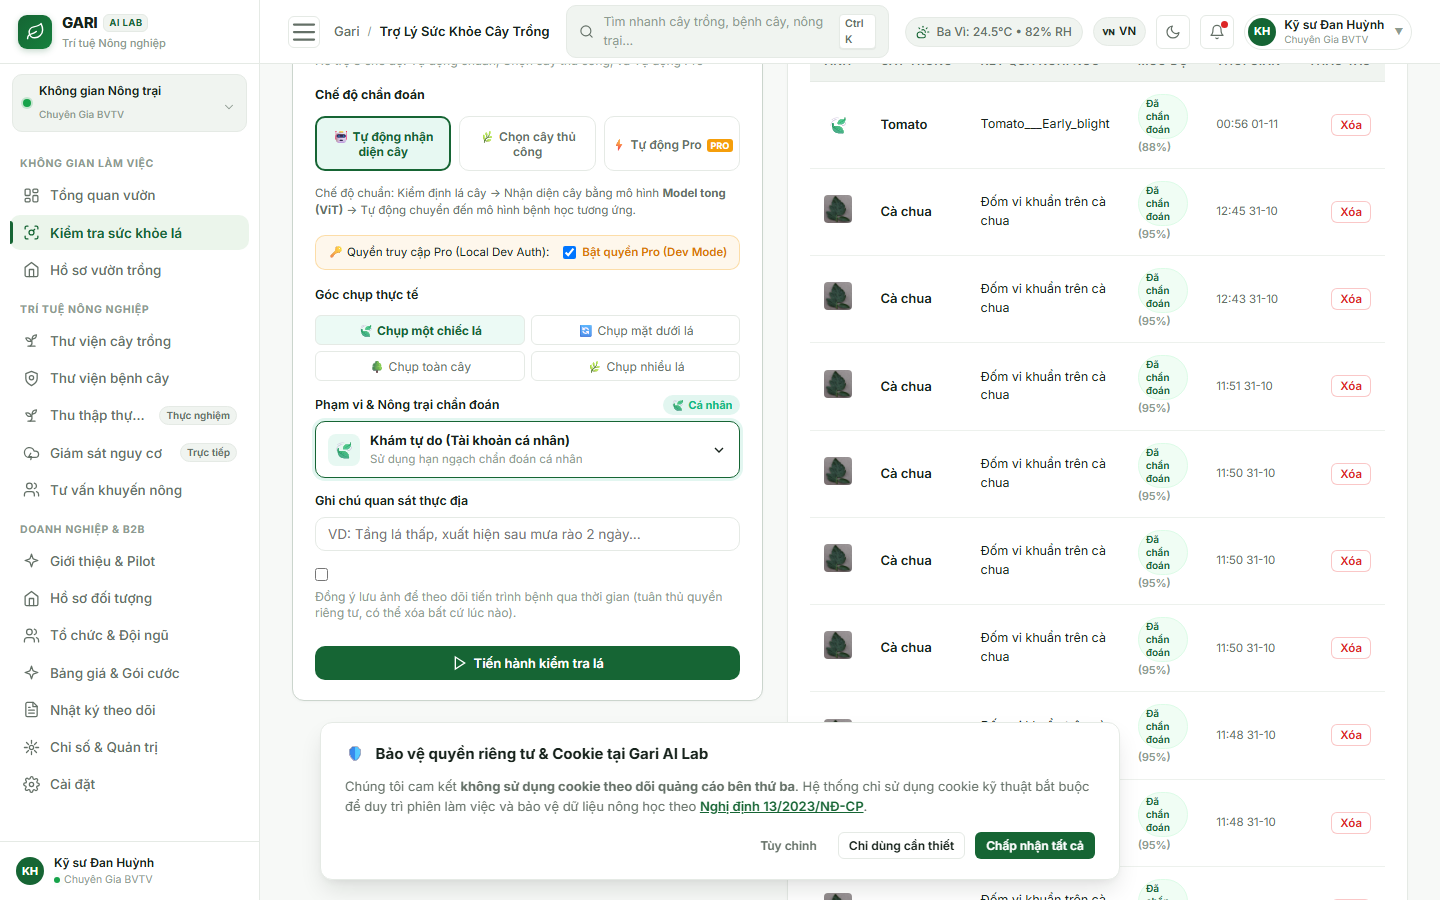 GARI AI LAB
Trí tuệ Nông nghiệp
Gari / Trợ Lý Sức Khỏe Cây Trồng
Tìm nhanh cây trồng, bệnh cây, nông
trại...
Ctrl
K
Ba Vì: 24.5°C • 82% RH
VN VN
KH
Kỹ sư Đan Huỳnh
Chuyên Gia BVTV
Không gian Nông trại
Chuyên Gia BVTV
KHÔNG GIAN LÀM VIỆC
Tổng quan vườn
Kiểm tra sức khỏe lá
Hồ sơ vườn trồng
TRÍ TUỆ NÔNG NGHIỆP
Thư viện cây trồng
Thư viện bệnh cây
Thu thập thự... Thực nghiệm
Giám sát nguy cơ Trực tiếp
Tư vấn khuyến nông
DOANH NGHIỆP & B2B
Giới thiệu & Pilot
Hồ sơ đối tượng
Tổ chức & Đội ngũ
Bảng giá & Gói cước
Nhật ký theo dõi
Chỉ số & Quản trị
Cài đặt
KH
Kỹ sư Đan Huỳnh
Chuyên Gia BVTV
Chế độ chẩn đoán
Tự động nhận
diện cây
Chọn cây thủ
công
Tự động Pro PRO
Chế độ chuẩn: Kiểm định lá cây → Nhận diện cây bằng mô hình Model tong
(ViT) → Tự động chuyển đến mô hình bệnh học tương ứng.
Quyền truy cập Pro (Local Dev Auth): Bật quyền Pro (Dev Mode)
Góc chụp thực tế
Chụp một chiếc lá
Chụp mặt dưới lá
Chụp toàn cây
Chụp nhiều lá
Phạm vi & Nông trại chẩn đoán Cá nhân
Khám tự do (Tài khoản cá nhân)
Sử dụng hạn ngạch chẩn đoán cá nhân
Ghi chú quan sát thực địa
VD: Tầng lá thấp, xuất hiện sau mưa rào 2 ngày...
Đồng ý lưu ảnh để theo dõi tiến trình bệnh qua thời gian (tuân thủ quyền
riêng tư, có thể xóa bất cứ lúc nào).
Tiến hành kiểm tra lá
Tomato Tomato___Early_blight Đã chẩn đoán (88%) 00:56 01-11 Xóa
Cà chua Đốm vi khuẩn trên cà chua Đã chẩn đoán (95%) 12:45 31-10 Xóa
Cà chua Đốm vi khuẩn trên cà chua Đã chẩn đoán (95%) 12:43 31-10 Xóa
Cà chua Đốm vi khuẩn trên cà chua Đã chẩn đoán (95%) 11:51 31-10 Xóa
Cà chua Đốm vi khuẩn trên cà chua Đã chẩn đoán (95%) 11:50 31-10 Xóa
Cà chua Đốm vi khuẩn trên cà chua Đã chẩn đoán (95%) 11:50 31-10 Xóa
Cà chua Đốm vi khuẩn trên cà chua Đã chẩn đoán (95%) 11:50 31-10 Xóa
Đã chẩn đoán (95%) 11:48 31-10 Xóa
Đã chẩn đoán (95%) 11:48 31-10 Xóa
Đã
chẩn
Bảo vệ quyền riêng tư & Cookie tại Gari AI Lab
Chúng tôi cam kết không sử dụng cookie theo dõi quảng cáo bên thứ ba. Hệ thống chỉ sử dụng cookie kỹ thuật bắt buộc
để duy trì phiên làm việc và bảo vệ dữ liệu nông học theo Nghị định 13/2023/NĐ-CP.
Tùy chỉnh
Chỉ dùng cần thiết
Chấp nhận tất cả